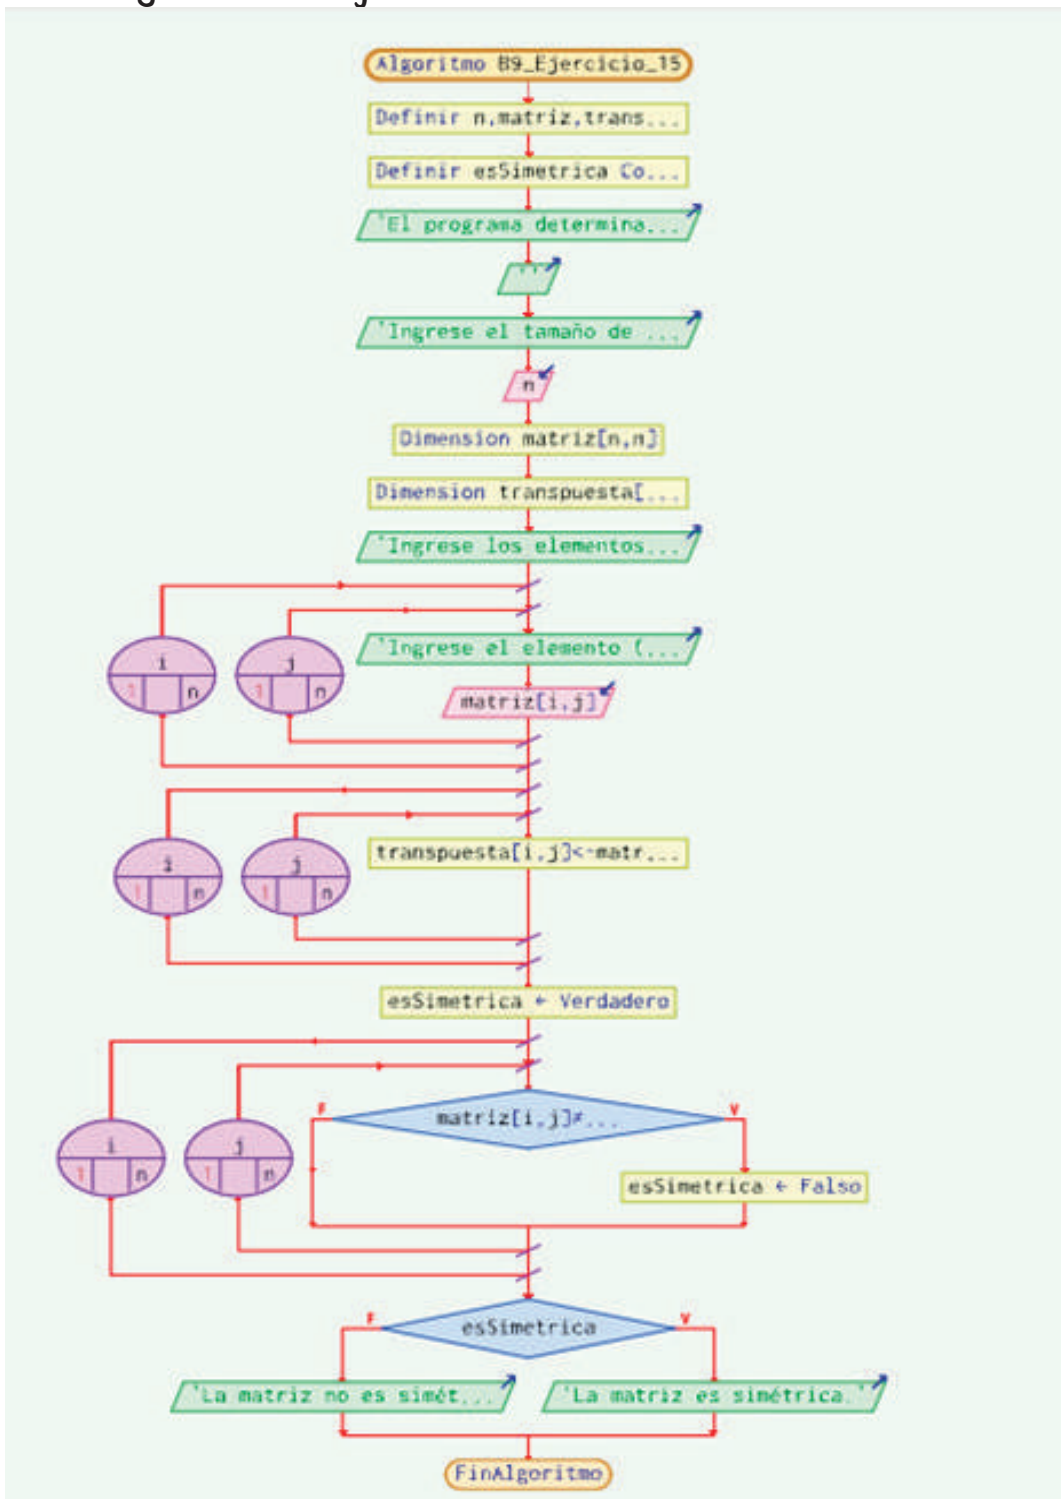 Algoritmo B9_Ejercicio_15
Definir n,matriz,trans...
Definir esSimetrica Co...
'El programa determina...
''
'Ingrese el tamaño de ...
n
Dimension matriz[n,n]
Dimension transpuesta[...
'Ingrese los elementos...
i
1 n
j
1 n
'Ingrese el elemento (...
matriz[i,j]
i
1 n
j
1 n
transpuesta[i,j]<-matr...
esSimetrica ← Verdadero
i
1 n
j
1 n
F
matriz[i,j]≠...
V
esSimetrica ← Falso
F
esSimetrica
V
'La matriz no es simét...
'La matriz es simétrica.'
FinAlgoritmo